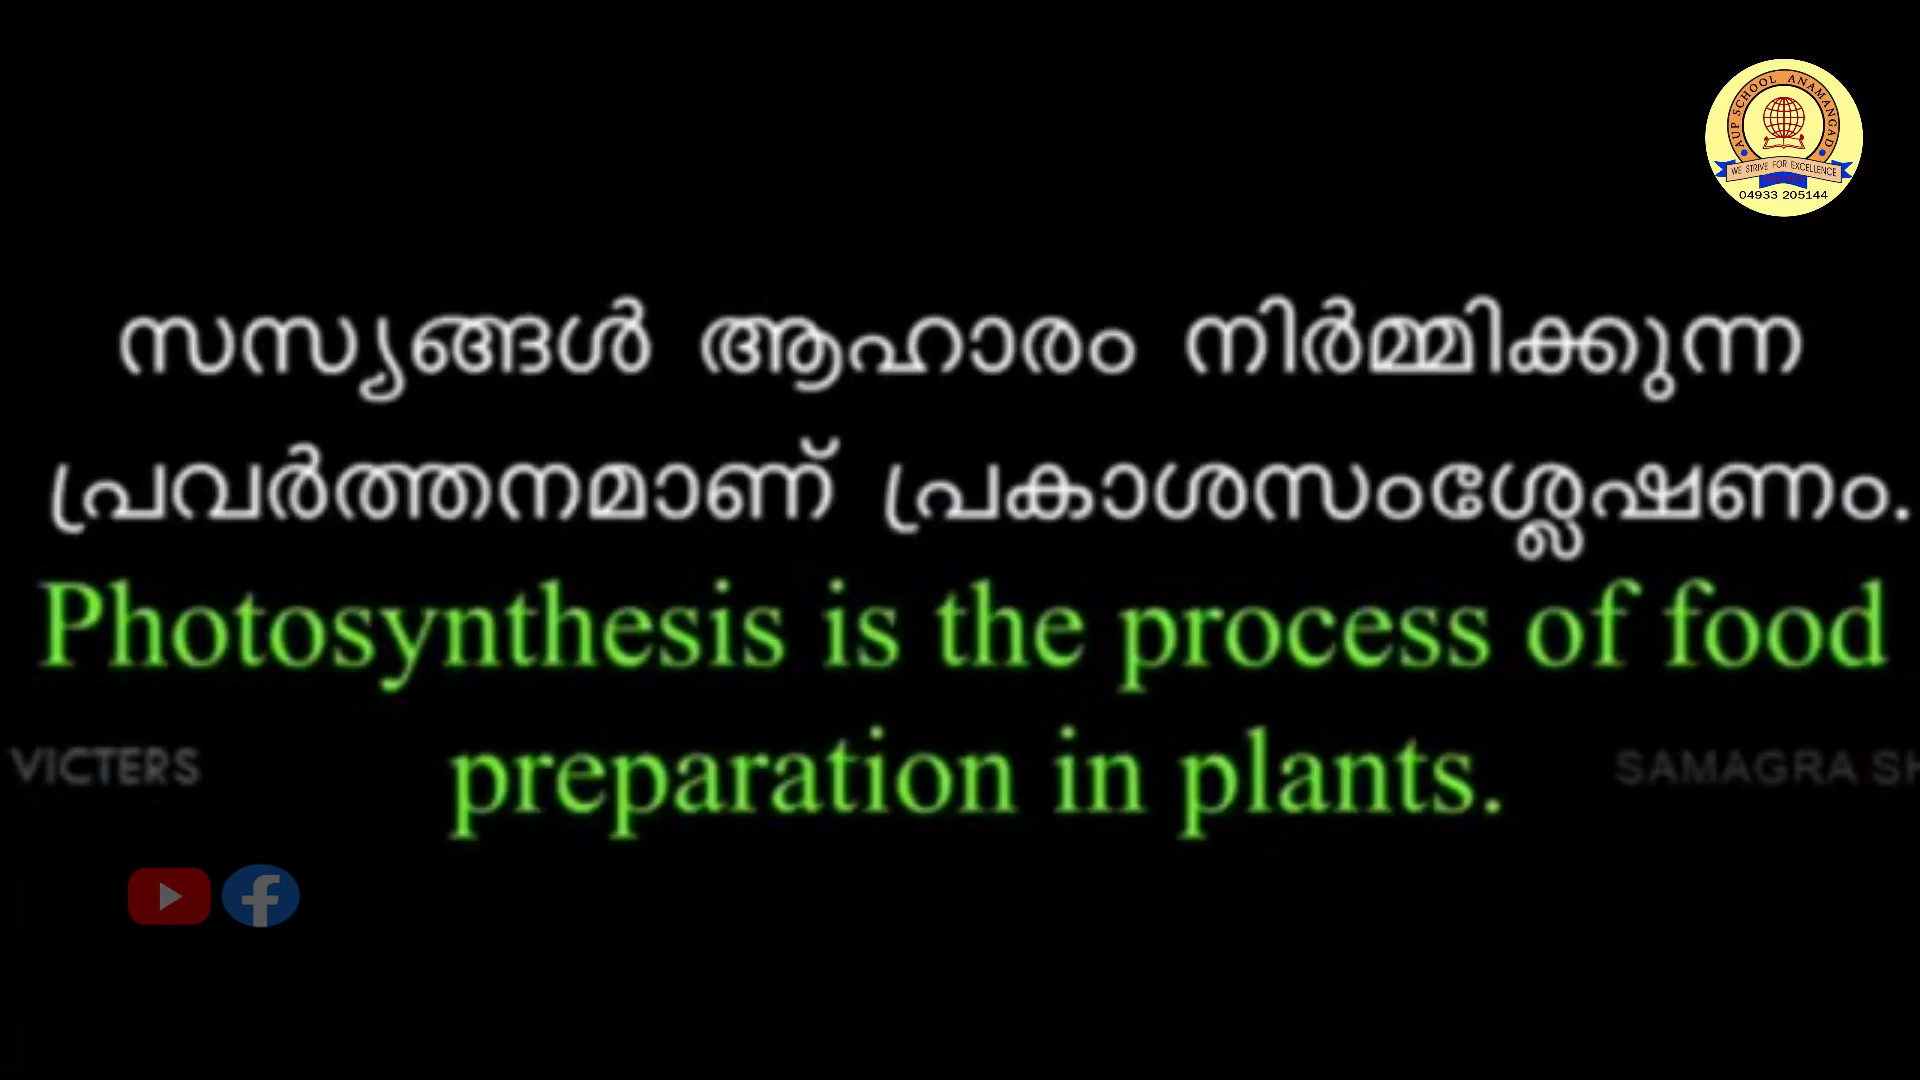 AUP SCHOOL ANAMANGAD
WE STRIVE FOR EXCELLENCE
04933 205144
സസ്യങ്ങൾ ആഹാരം നിർമ്മിക്കുന്ന
പ്രവർത്തനമാണ് പ്രകാശസംശ്ലേഷണം.
Photosynthesis is the process of food
preparation in plants.
VICTERS
SAMAGRA SH